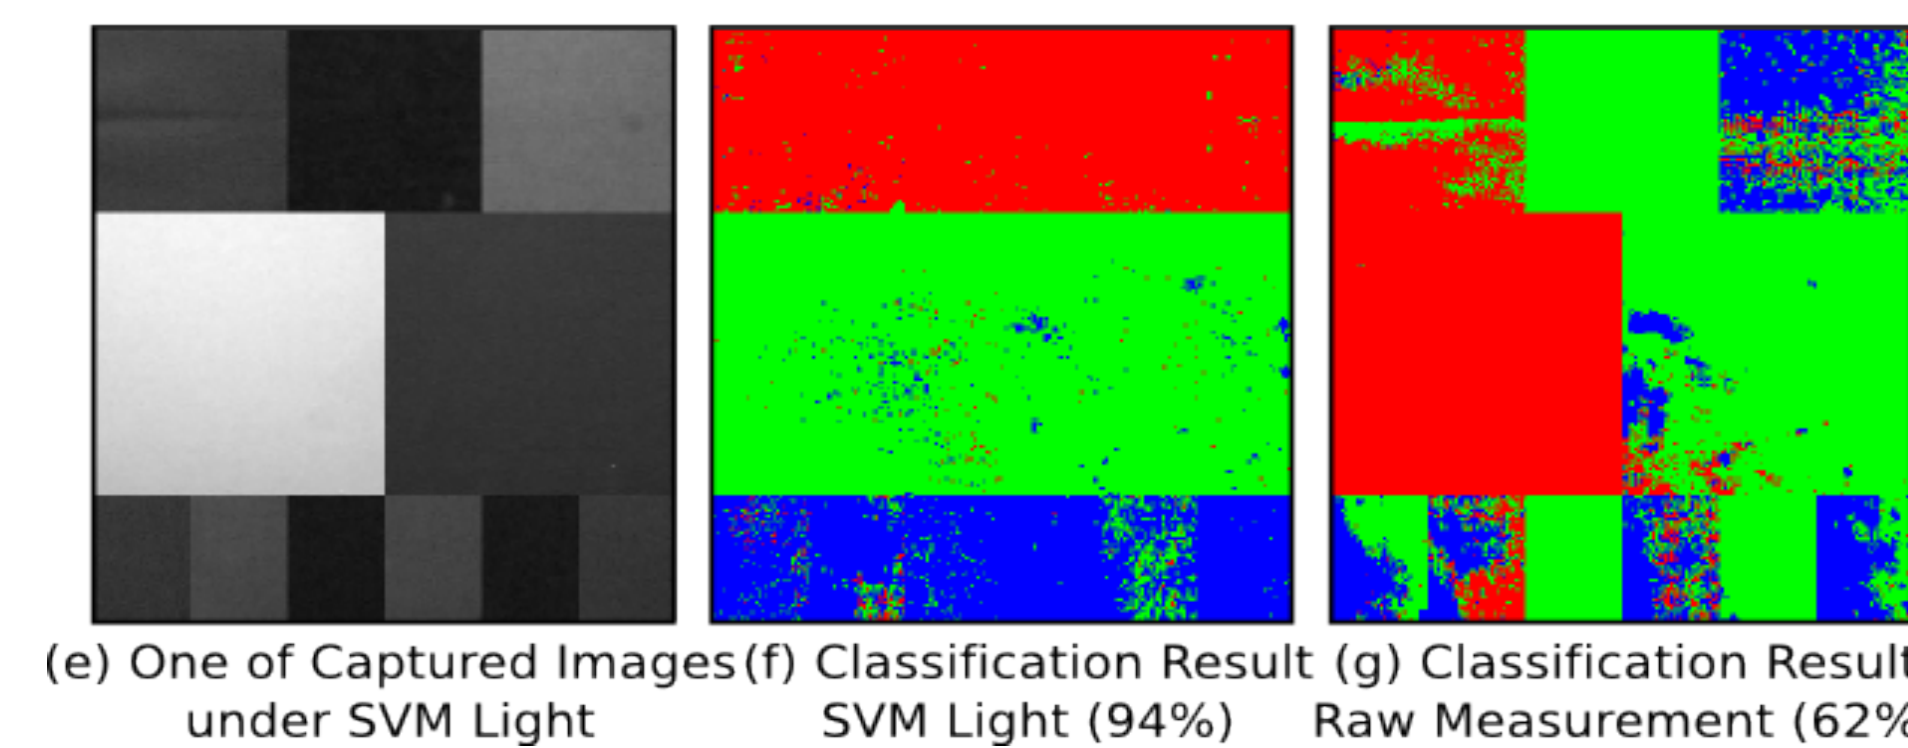 (e) One of Captured Images
under SVM Light
(f) Classification Result
SVM Light (94%)
(g) Classification Result
Raw Measurement (62%